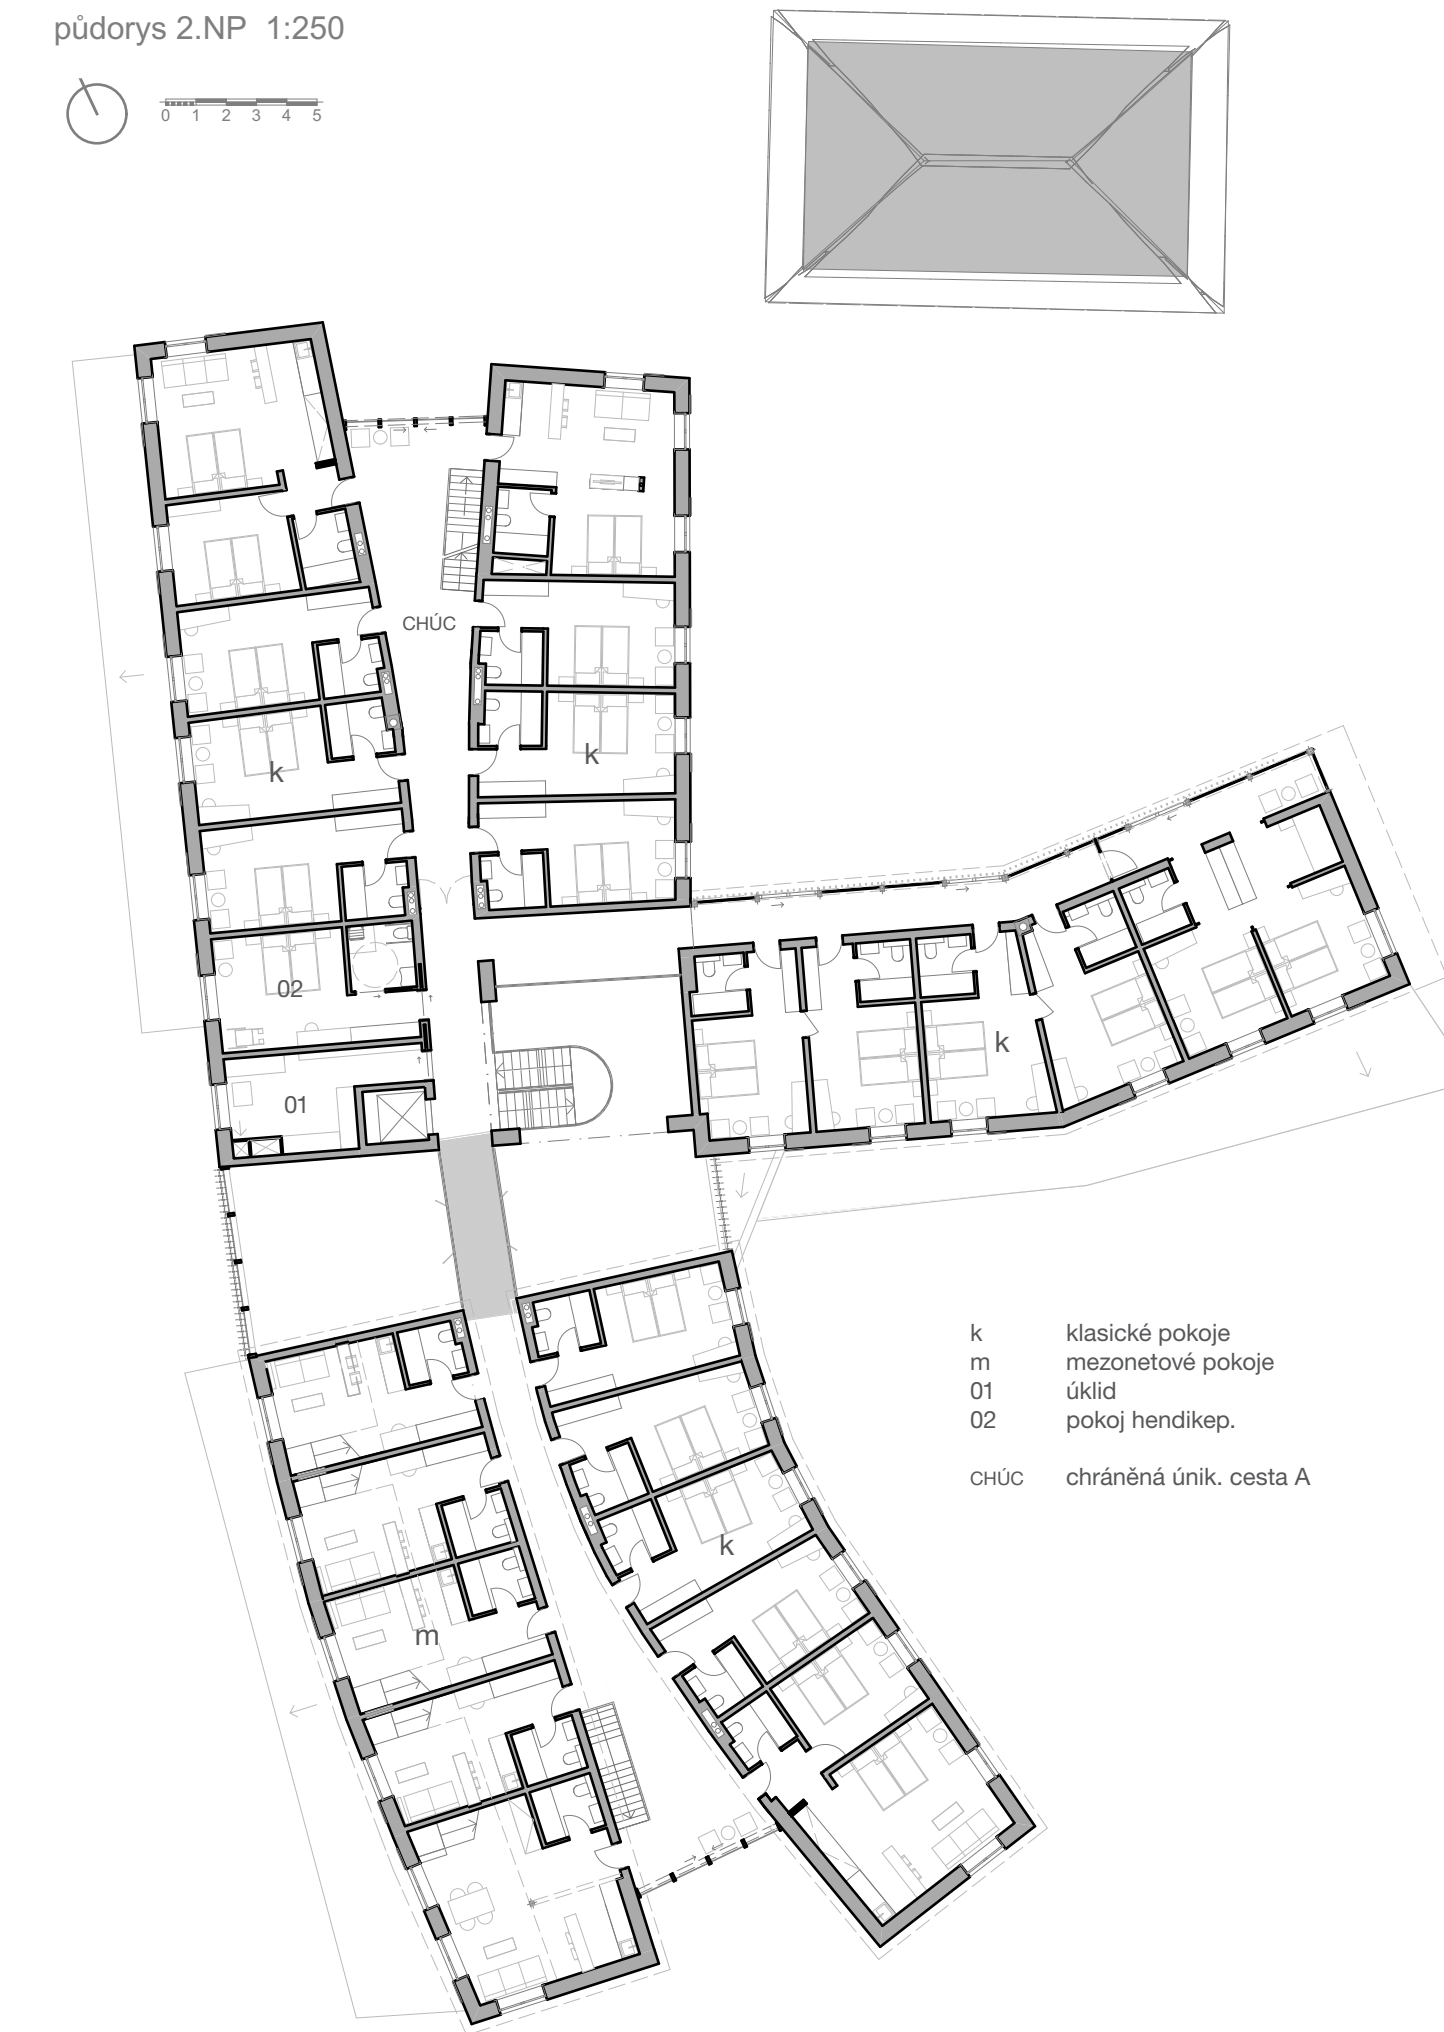 půdorys 2.NP 1:250
0 1 2 3 4 5
CHÚC
k
k
02
k
01
k klasické pokoje
m mezonetové pokoje
01 úklid
02 pokoj hendikep.
CHÚC chráněná únik. cesta A
k
m